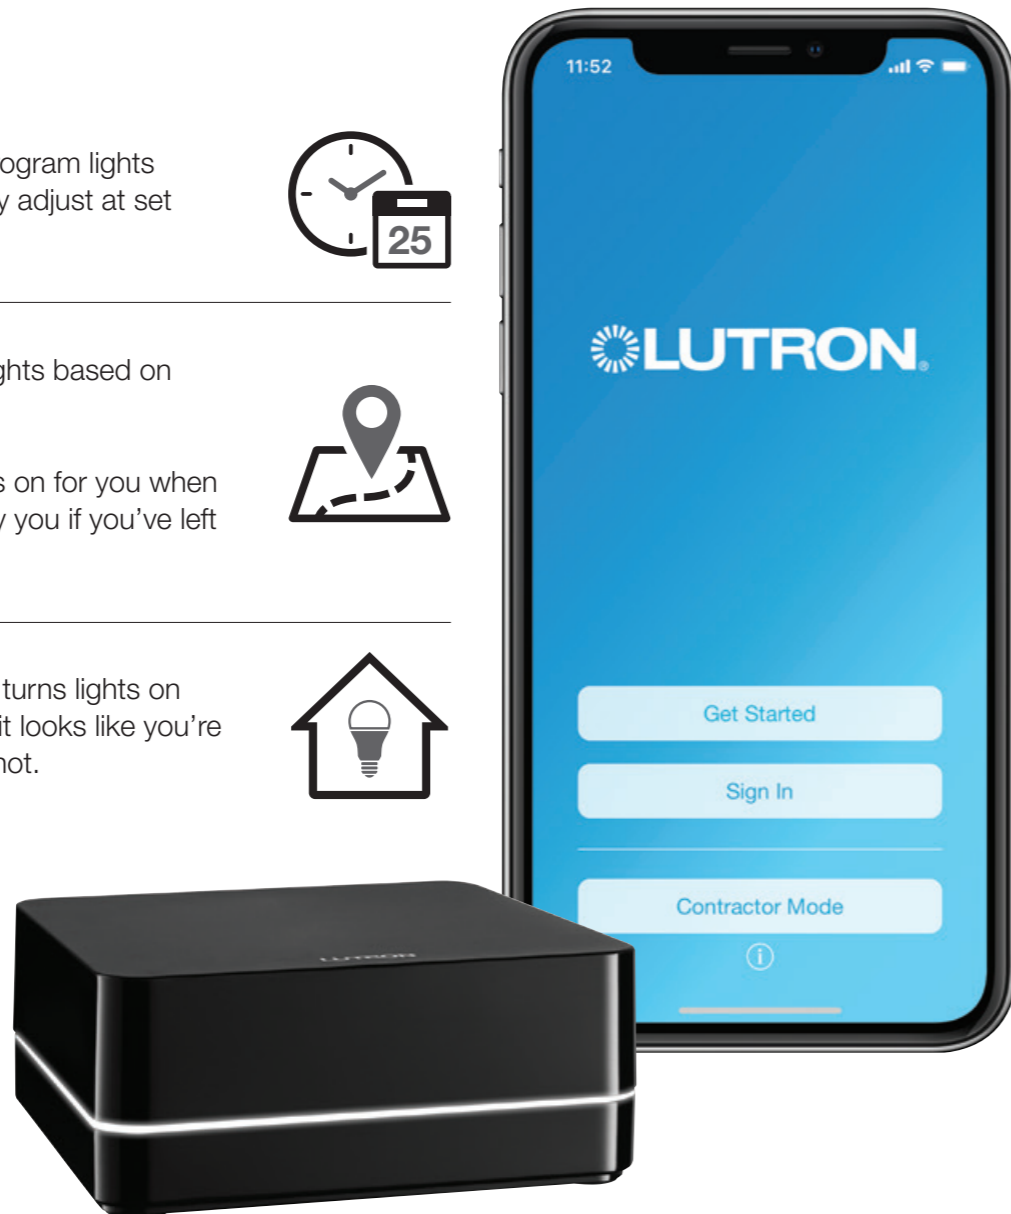 ogram lights
y adjust at set
25
ghts based on
s on for you when
y you if you've left
turns lights on
it looks like you're
not.
11:52
LUTRON®
Get Started
Sign In
Contractor Mode
i
LUTRON